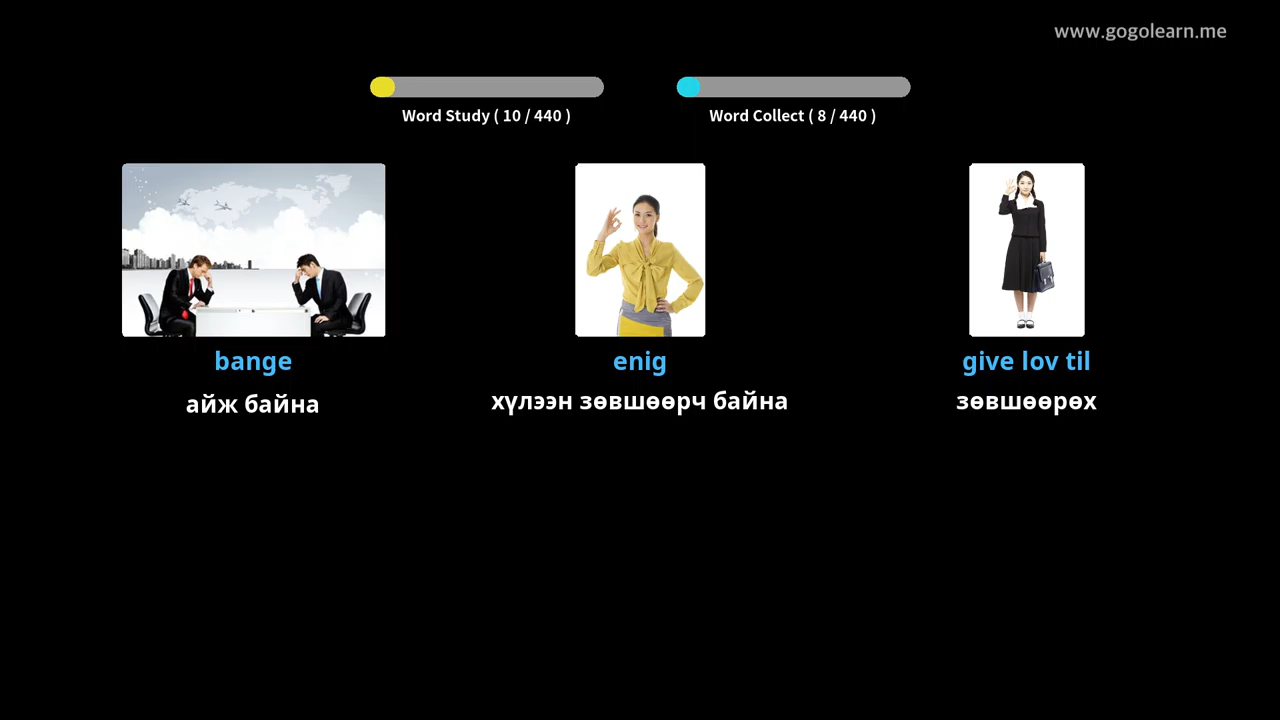 www.gogolearn.me
Word Study ( 10 / 440 )
Word Collect ( 8 / 440 )
bange
enig
give lov til
айж байна
хүлээн зөвшөөрч байна
зөвшөөрөх